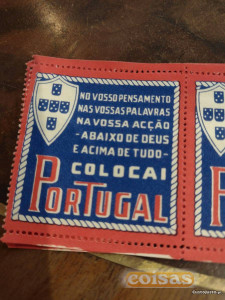 NO VOSSO PENSAMENTO
NAS VOSSAS PALAVRAS
NA VOSSA ACÇÃO
-ABAIXO DE DEUS
E ACIMA DE TUDO-
COLOCAI
PORTUGAL
coisas